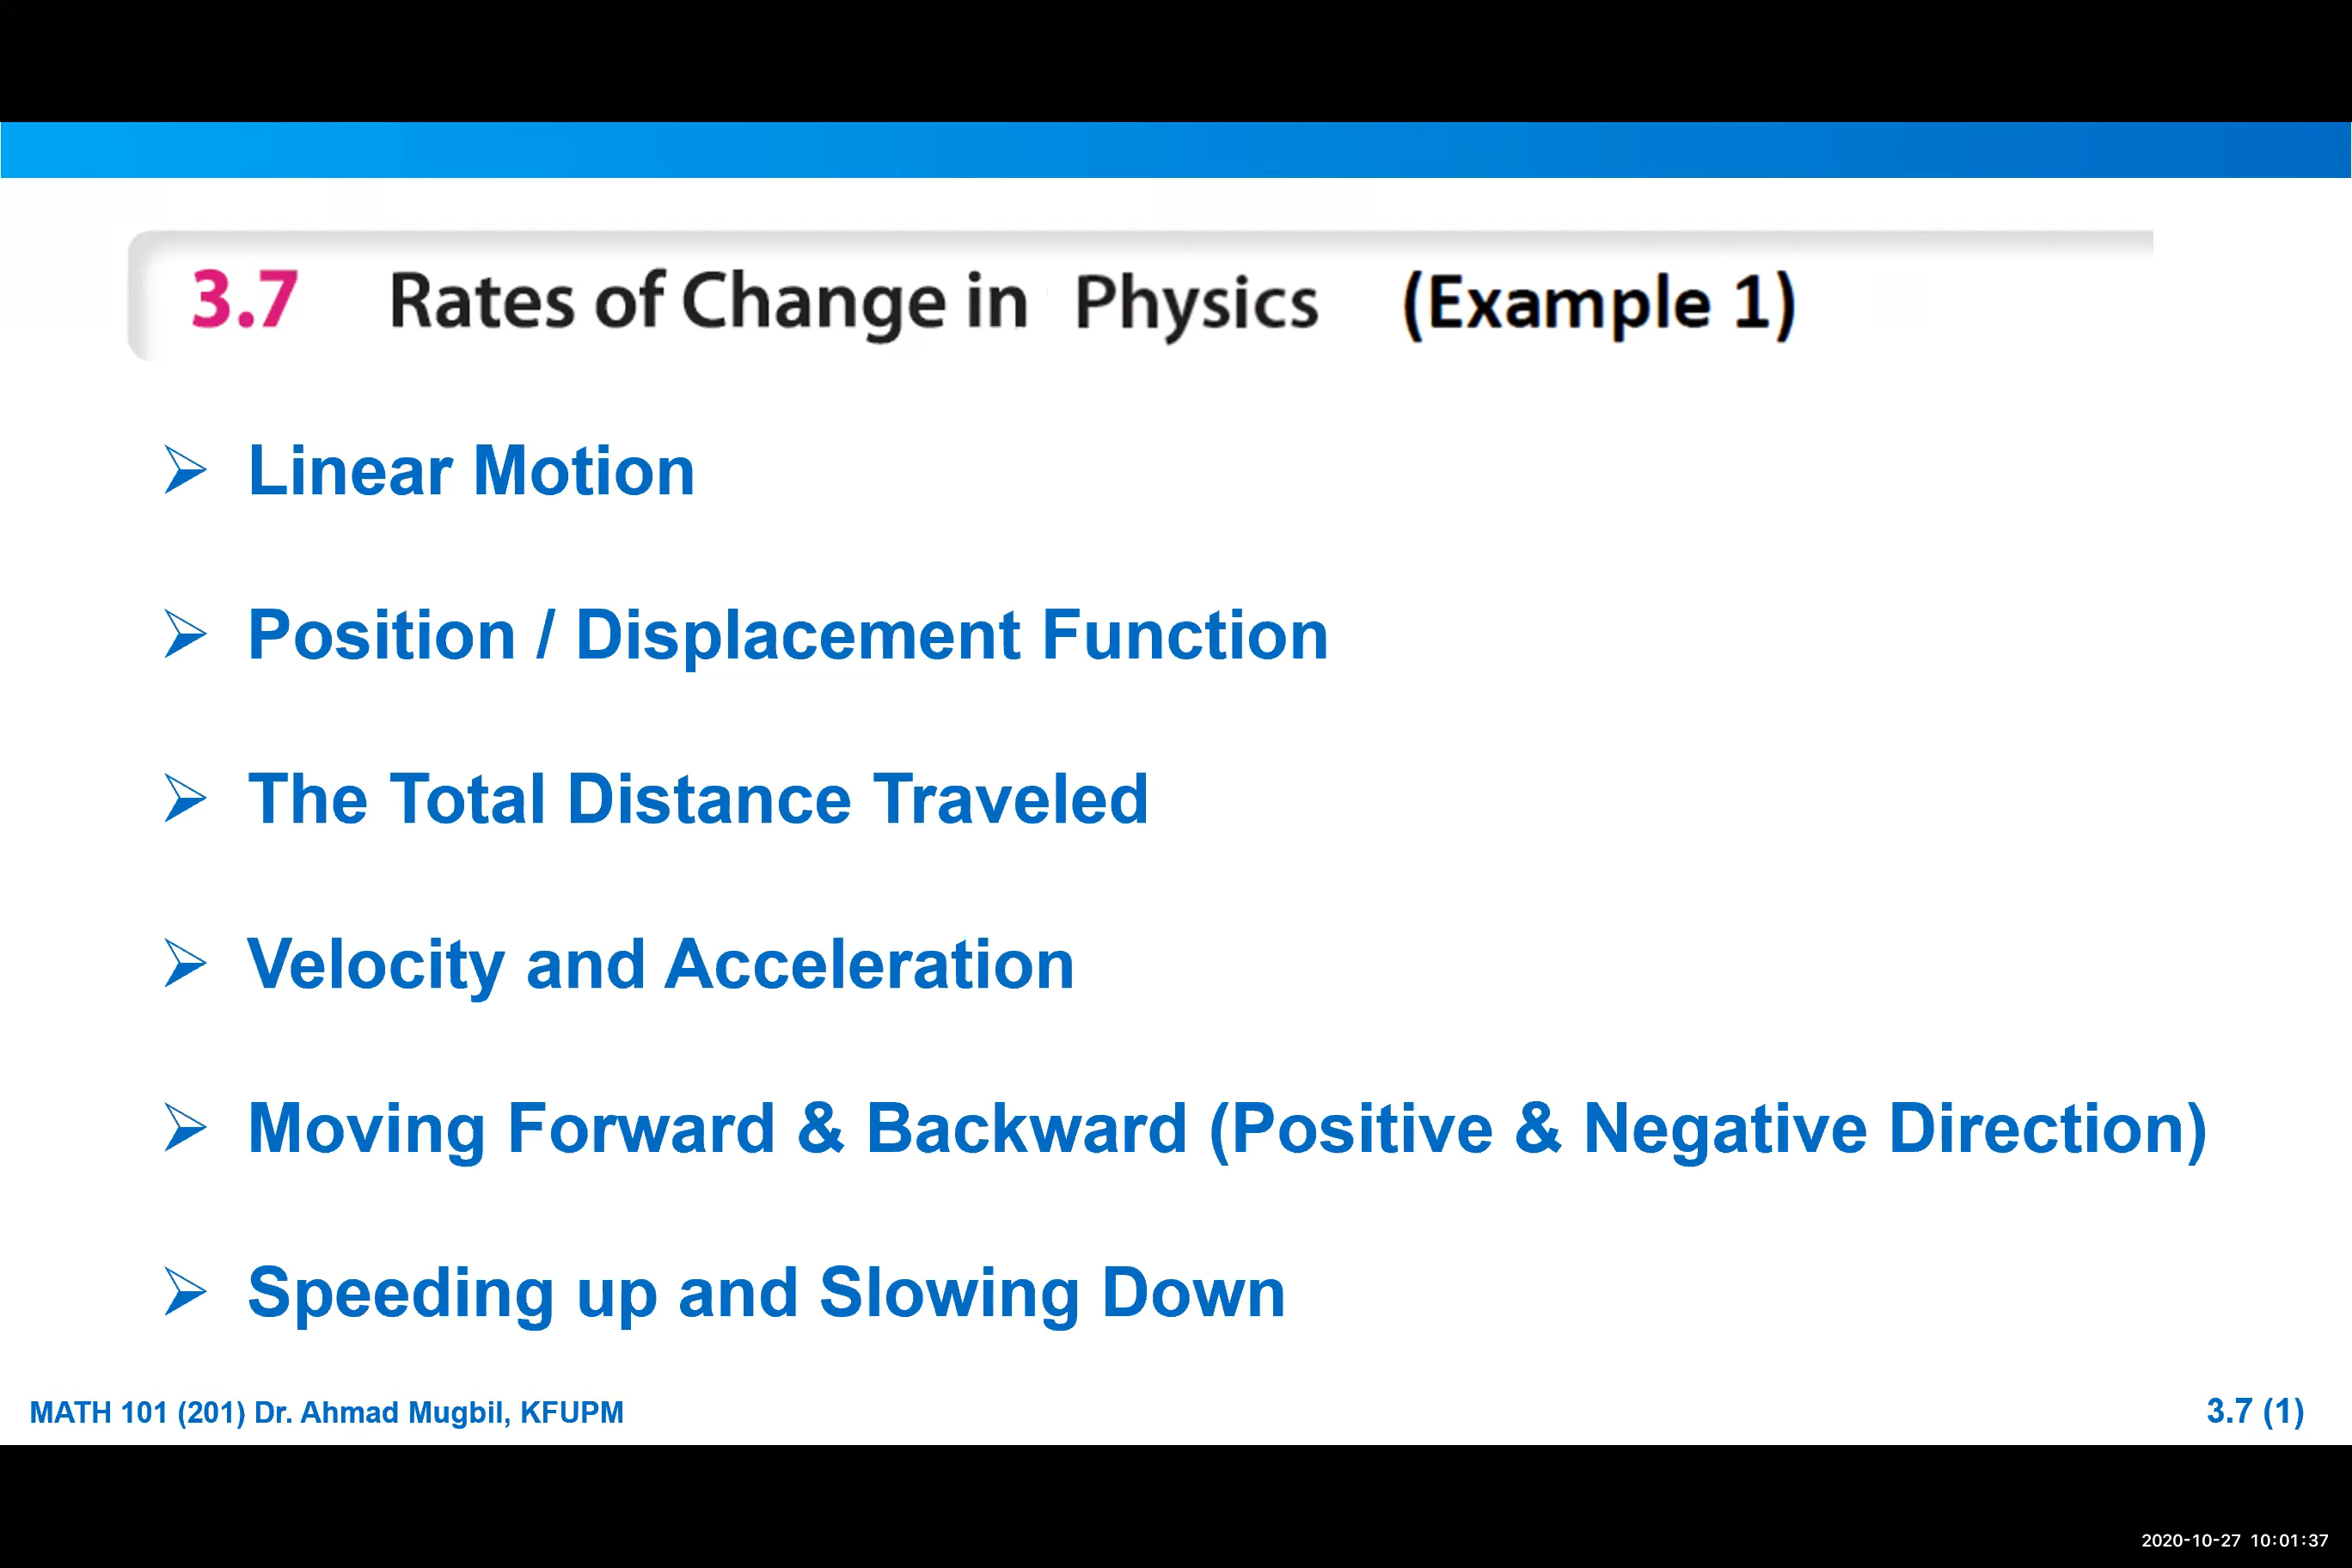 3.7 Rates of Change in Physics (Example 1)
➢ Linear Motion
➢ Position / Displacement Function
➢ The Total Distance Traveled
➢ Velocity and Acceleration
➢ Moving Forward & Backward (Positive & Negative Direction)
➢ Speeding up and Slowing Down
MATH 101 (201) Dr. Ahmad Mugbil, KFUPM
3.7 (1)
2020-10-27 10:01:37